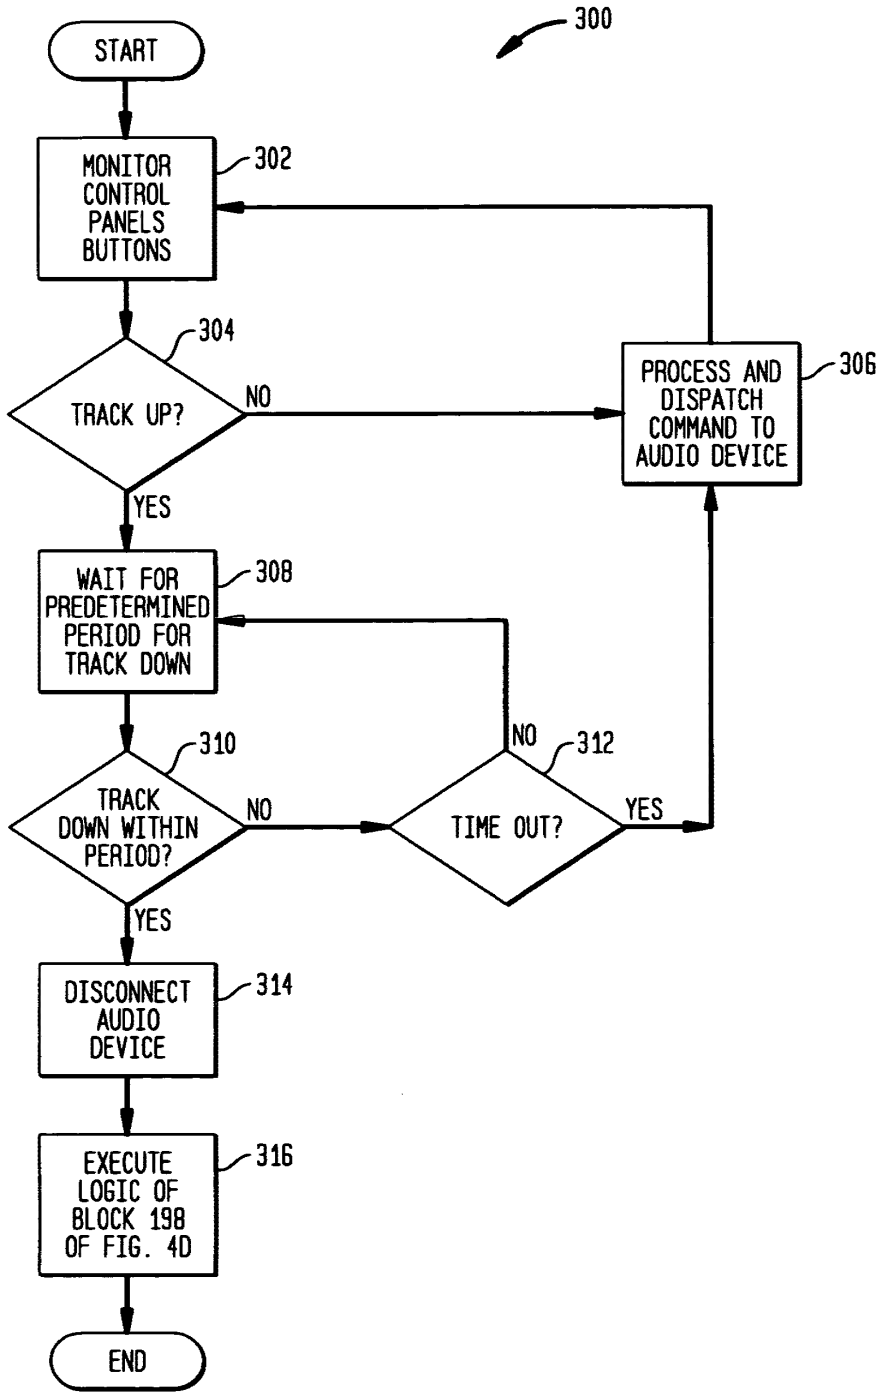 300
START
302
MONITOR
CONTROL
PANELS
BUTTONS
304
TRACK UP?
NO
YES
306
PROCESS AND
DISPATCH
COMMAND TO
AUDIO DEVICE
308
WAIT FOR
PREDETERMINED
PERIOD FOR
TRACK DOWN
310
TRACK
DOWN WITHIN
PERIOD?
NO
YES
312
TIME OUT?
NO
YES
314
DISCONNECT
AUDIO
DEVICE
316
EXECUTE
LOGIC OF
BLOCK 198
OF FIG. 4D
END